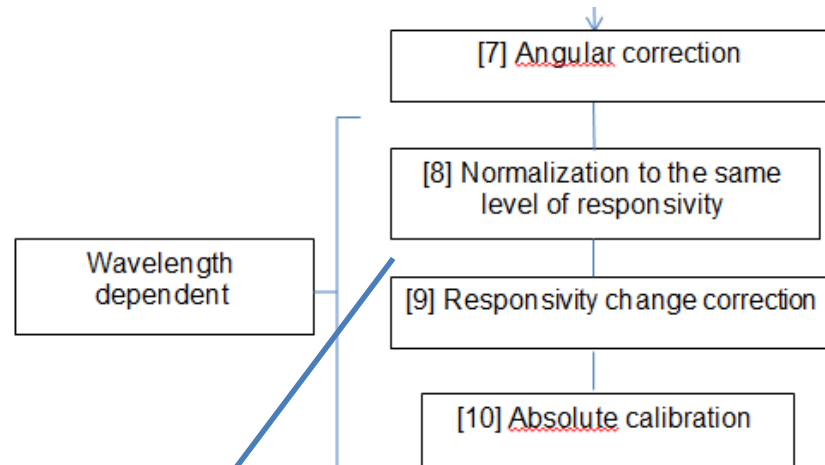 [7] Angular correction
[8] Normalization to the same
level of responsivity
Wavelength
dependent
[9] Responsivity change correction
[10] Absolute calibration